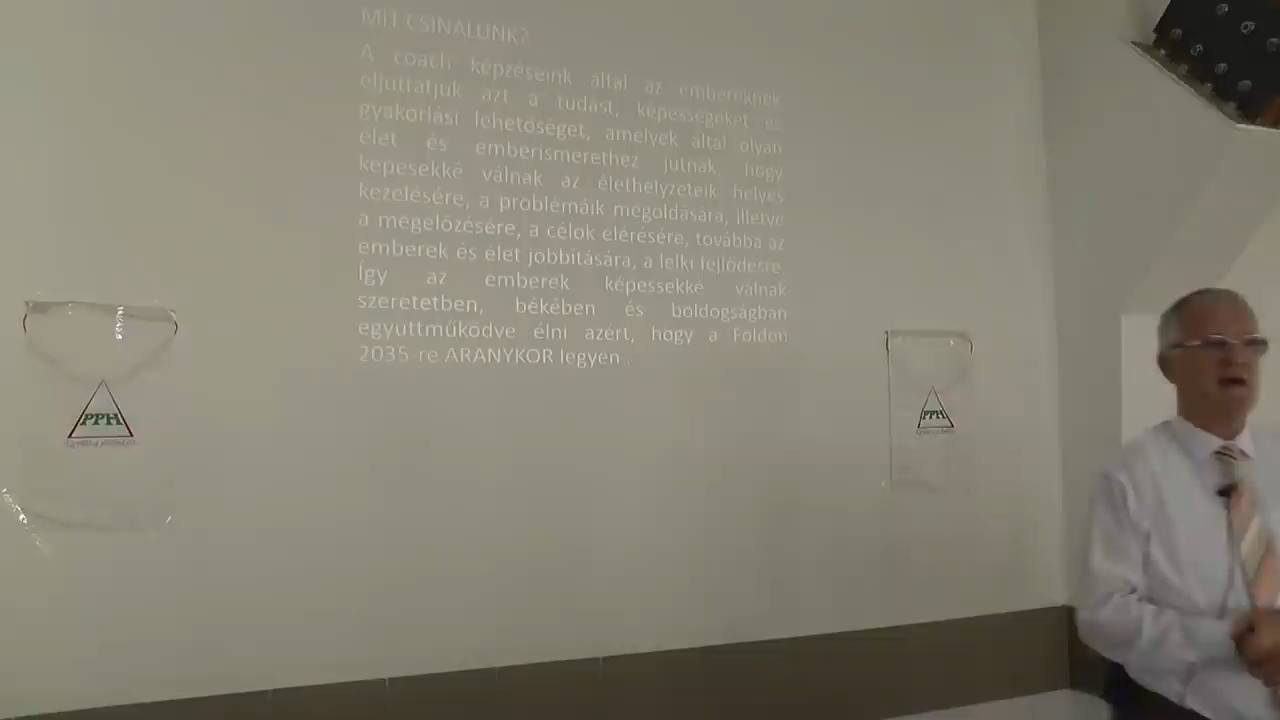 MIT CSINÁLUNK?
A coach képzéseink által az embereknek
eljuttatjuk azt a tudást, képességeket és
gyakorlási lehetőséget, amelyek által olyan
élet és emberismerethez jutnak, hogy
képesekké válnak az élethelyzeteik helyes
kezelésére, a problémáik megoldására, illetve
a megelőzésére, a célok elérésére, továbbá az
emberek és élet jobbítására, a lelki fejlődésre.
Így az emberek képessekké válnak
szeretetben, békében és boldogságban
együttműködve élni azért, hogy a Földön
2035-re ARANYKOR legyen .
PPH
PPH